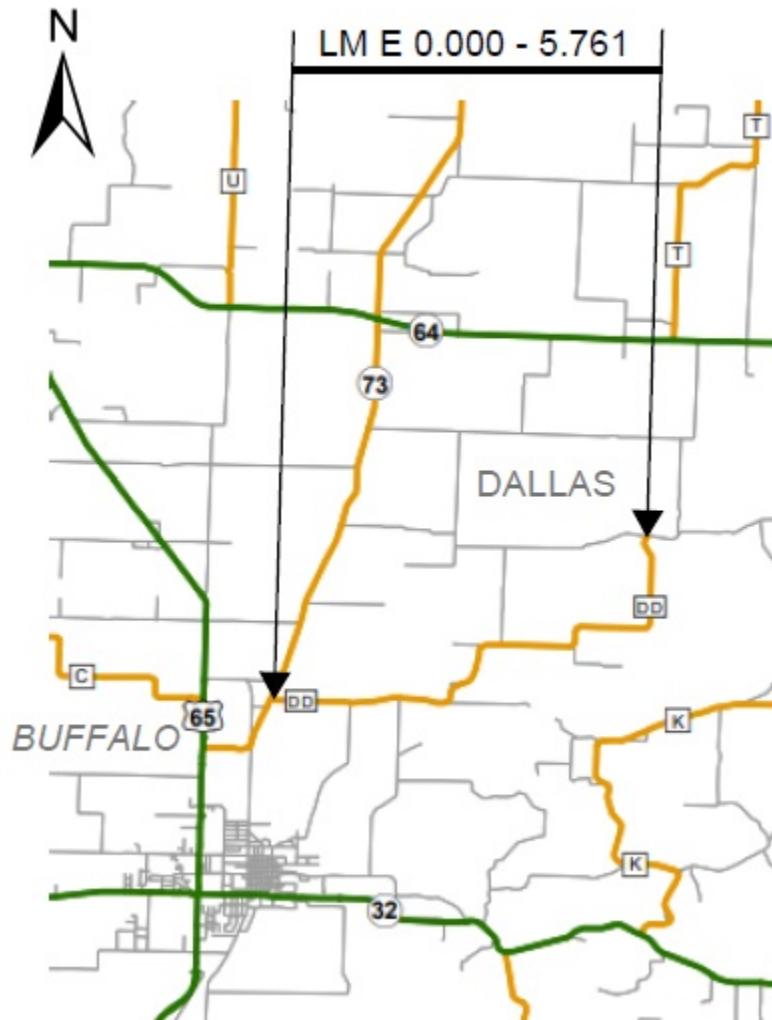 N
LM E 0.000 - 5.761
T
U
T
64
73
DALLAS
DD
C
DD
65
K
BUFFALO
K
32